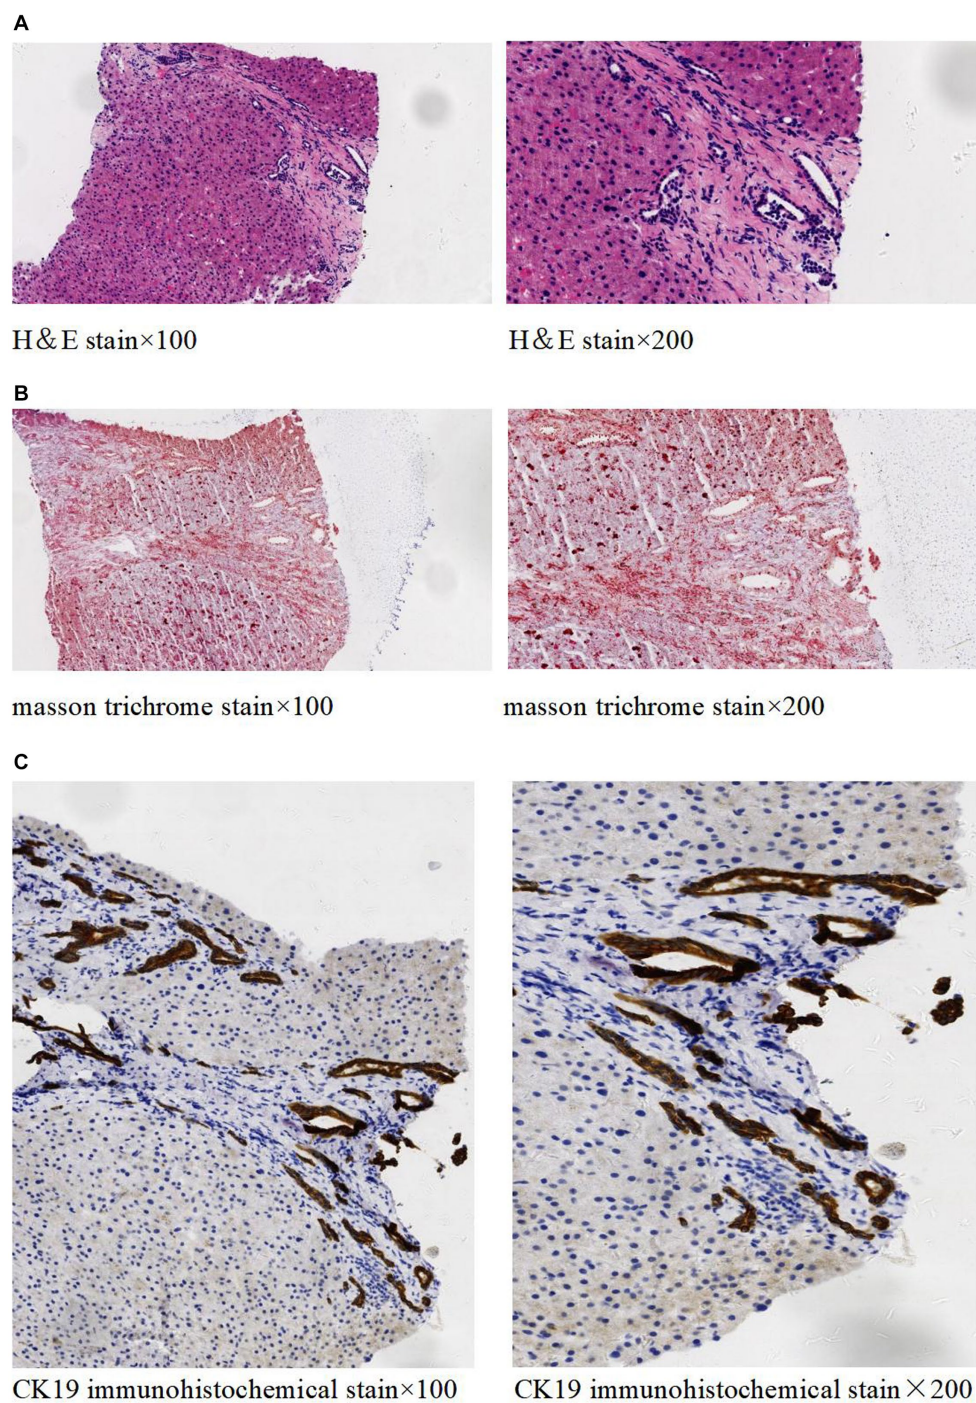 A
H&E stain×100
H&E stain×200
B
masson trichrome stain×100
masson trichrome stain×200
C
CK19 immunohistochemical stain×100
CK19 immunohistochemical stain×200